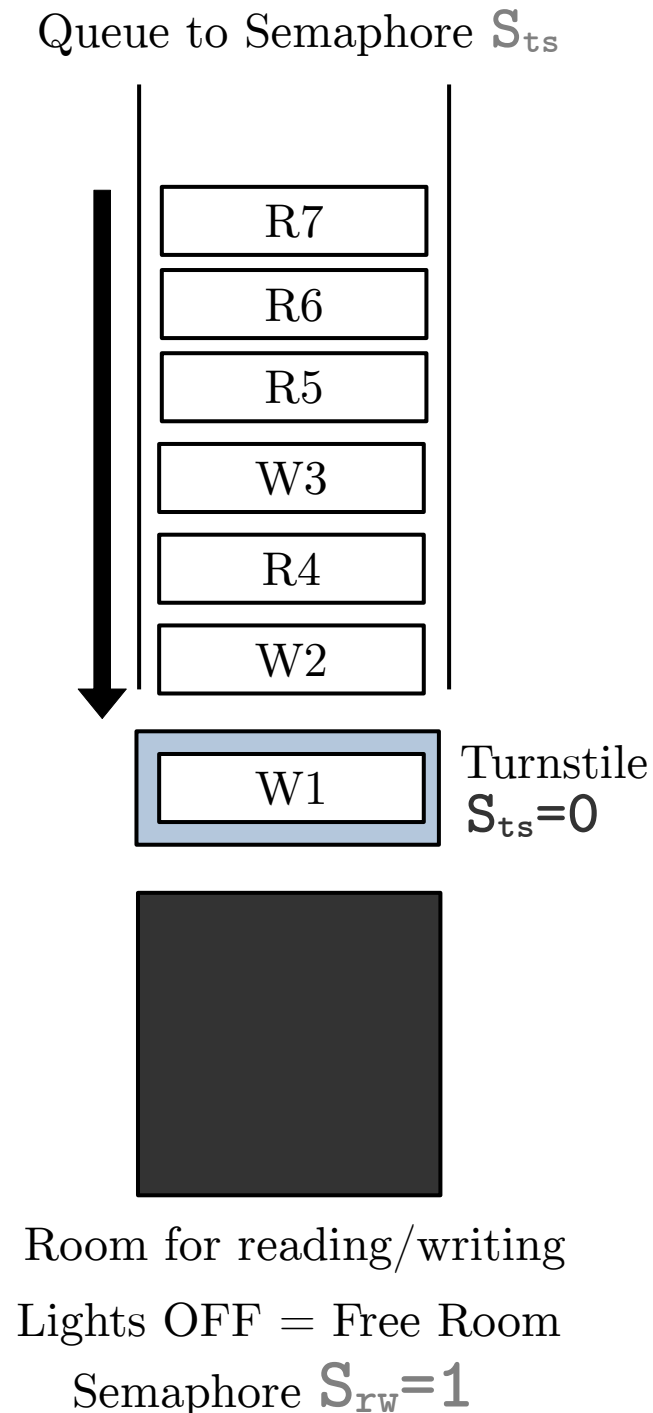 Queue to Semaphore Sts
R7
R6
R5
W3
R4
W2
W1
Turnstile
Sts=0
Room for reading/writing
Lights OFF = Free Room
Semaphore Srw=1